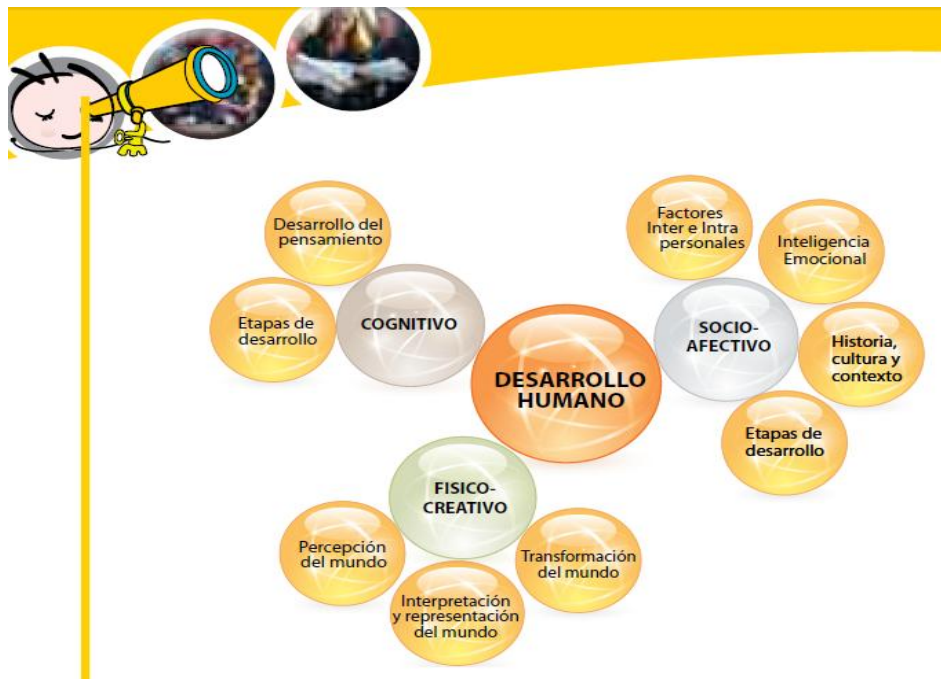 Desarrollo del
pensamiento
Etapas de
desarrollo
COGNITIVO
DESARROLLO
HUMANO
Factores
Inter e Intra
personales
Inteligencia
Emocional
SOCIO-
AFECTIVO
Historia,
cultura y
contexto
Etapas de
desarrollo
FISICO-
CREATIVO
Percepción
del mundo
Interpretación
y representación
del mundo
Transformación
del mundo